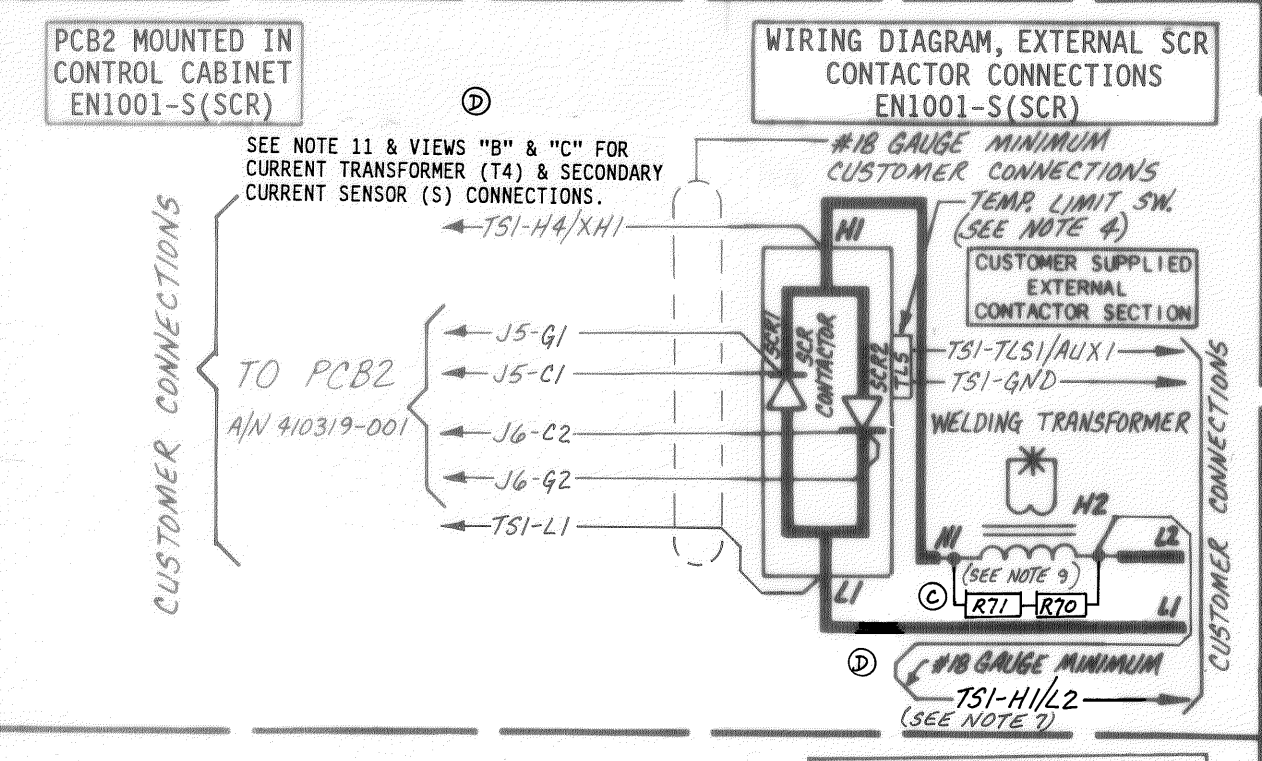 PCB2 MOUNTED IN
CONTROL CABINET
EN1001-S(SCR)
WIRING DIAGRAM, EXTERNAL SCR
CONTACTOR CONNECTIONS
EN1001-S(SCR)
D
SEE NOTE 11 & VIEWS "B" & "C" FOR
CURRENT TRANSFORMER (T4) & SECONDARY
CURRENT SENSOR (S) CONNECTIONS.
#18 GAUGE MINIMUM
CUSTOMER CONNECTIONS
TEMP. LIMIT SW.
(SEE NOTE 4)
CUSTOMER SUPPLIED
EXTERNAL
CONTACTOR SECTION
CUSTOMER CONNECTIONS
TO PCB2
A/N 410319-001
TS1-H4/XH1
J5-G1
J5-C1
J6-C2
J6-G2
TS1-L1
H1
SCR1
SCR
CONTACTOR
SCR2
TLS
L1
TS1-TLS1/AUX1
TS1-GND
WELDING TRANSFORMER
H2
H1
L2
(SEE NOTE 9)
C
R71
R70
L1
D
#18 GAUGE MINIMUM
TS1-H1/L2
(SEE NOTE 7)
CUSTOMER CONNECTIONS